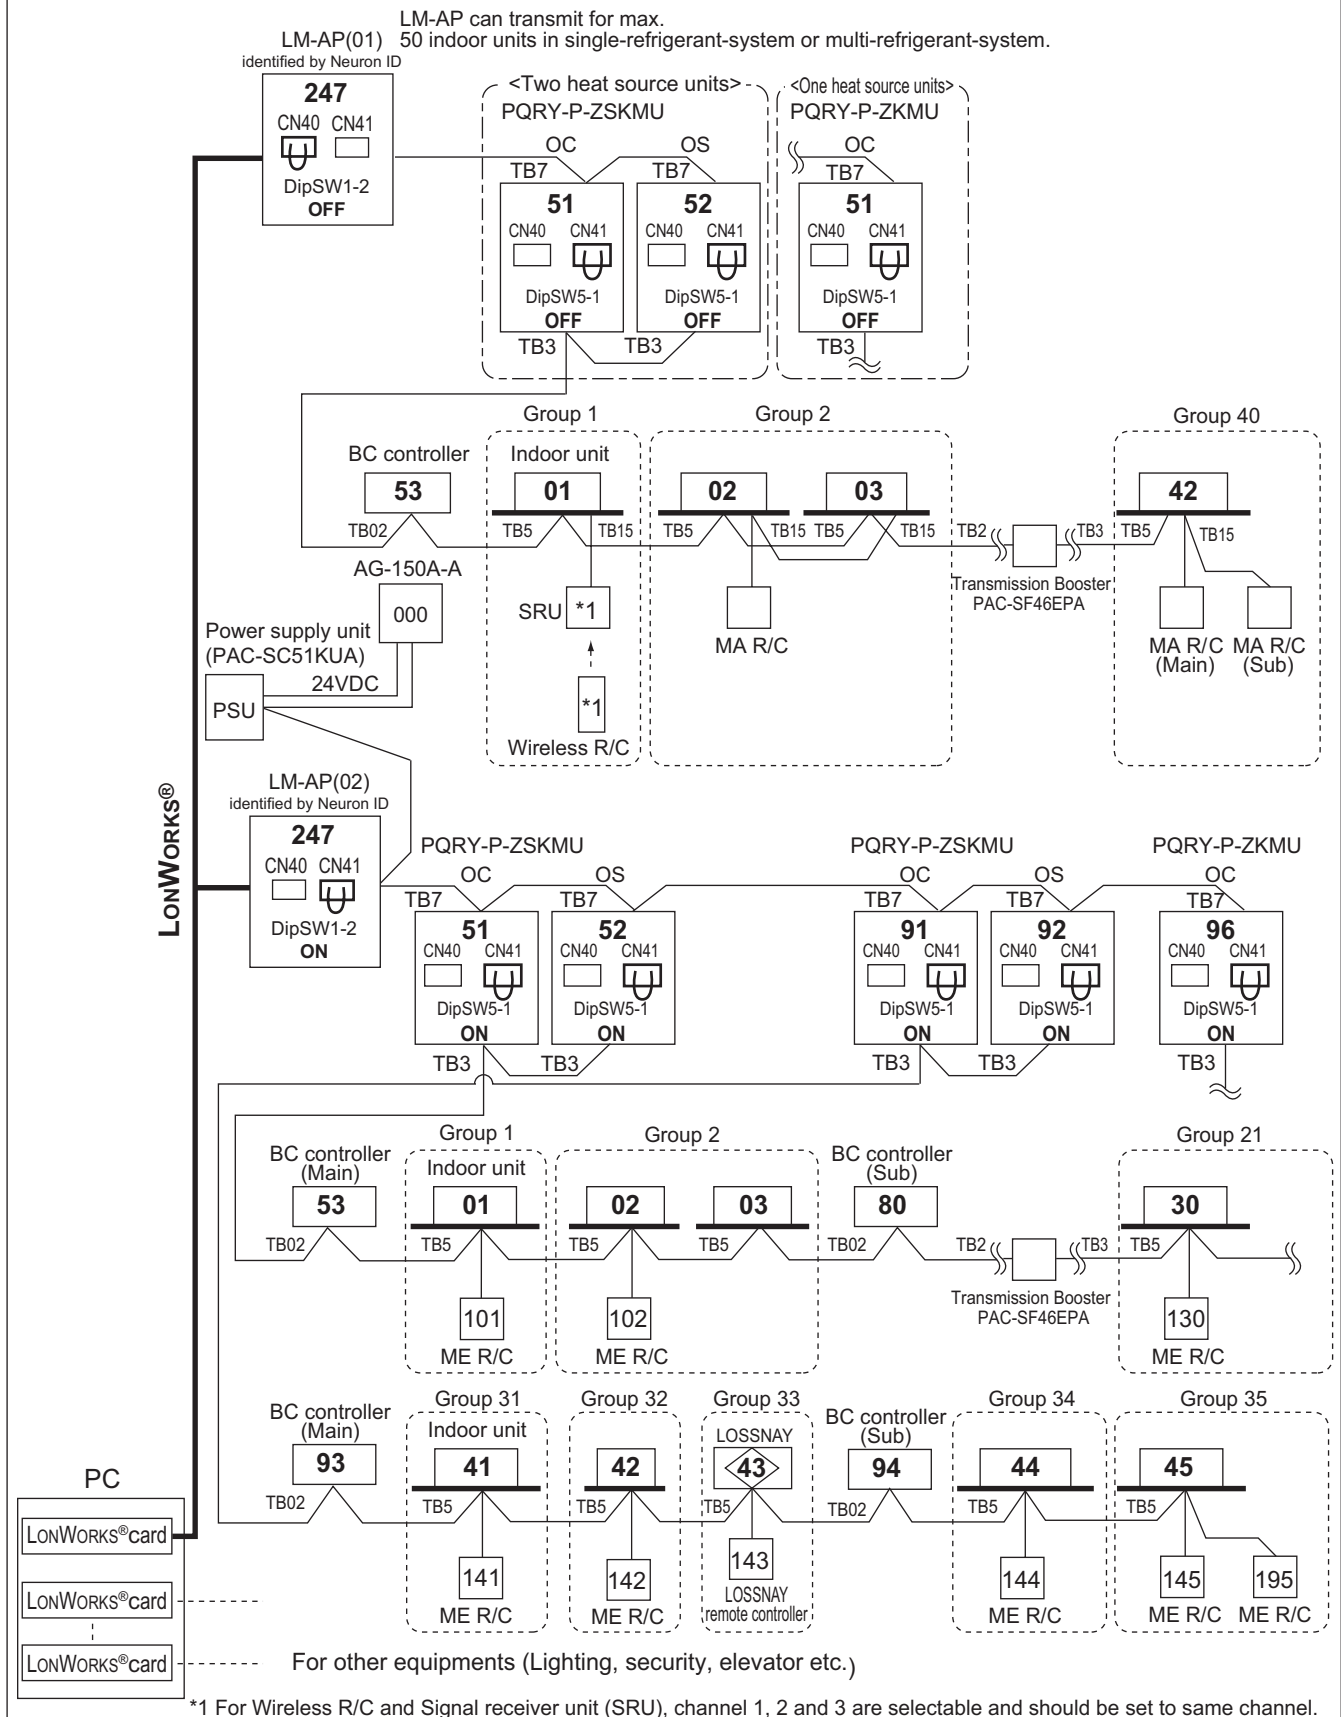 LM-AP can transmit for max.
LM-AP(01) 50 indoor units in single-refrigerant-system or multi-refrigerant-system.
identified by Neuron ID
247
CN40 CN41
DipSW1-2
OFF
<Two heat source units>
PQRY-P-ZSKMU
OC OS
TB7 TB7
51 52
CN40 CN41 CN40 CN41
DipSW5-1 DipSW5-1
OFF OFF
TB3 TB3
<One heat source units>
PQRY-P-ZKMU
OC
TB7
51
CN40 CN41
DipSW5-1
OFF
TB3
Group 1 Group 2 Group 40
BC controller Indoor unit
53 01 02 03 42
TB02 TB5 TB15 TB5 TB15 TB5 TB15 TB2 TB3 TB5 TB15
Transmission Booster
PAC-SF46EPA
SRU *1
MA R/C
MA R/C MA R/C
(Main) (Sub)
*1
Wireless R/C
AG-150A-A
000
Power supply unit
(PAC-SC51KUA)
24VDC
PSU
LONWORKS®
LM-AP(02)
identified by Neuron ID
247
CN40 CN41
DipSW1-2
ON
PQRY-P-ZSKMU PQRY-P-ZSKMU PQRY-P-ZKMU
OC OS OC OS OC
TB7 TB7 TB7 TB7 TB7
51 52 91 92 96
CN40 CN41 CN40 CN41 CN40 CN41 CN40 CN41 CN40 CN41
DipSW5-1 DipSW5-1 DipSW5-1 DipSW5-1 DipSW5-1
ON ON ON ON ON
TB3 TB3 TB3 TB3 TB3
Group 1 Group 2 Group 21
BC controller
(Main)
Indoor unit
BC controller
(Sub)
53 01 02 03 80 30
TB02 TB5 TB5 TB5 TB02 TB2 TB3 TB5
Transmission Booster
PAC-SF46EPA
101 102 130
ME R/C ME R/C ME R/C
Group 31 Group 32 Group 33 Group 34 Group 35
BC controller
(Main)
Indoor unit
LOSSNAY
BC controller
(Sub)
93 41 42 43 94 44 45
TB02 TB5 TB5 TB5 TB02 TB5 TB5
141 142 143 144 145 195
ME R/C ME R/C
LOSSNAY
remote controller
ME R/C ME R/C ME R/C
PC
LONWORKS®card
LONWORKS®card
LONWORKS®card
For other equipments (Lighting, security, elevator etc.)
*1 For Wireless R/C and Signal receiver unit (SRU), channel 1, 2 and 3 are selectable and should be set to same channel.